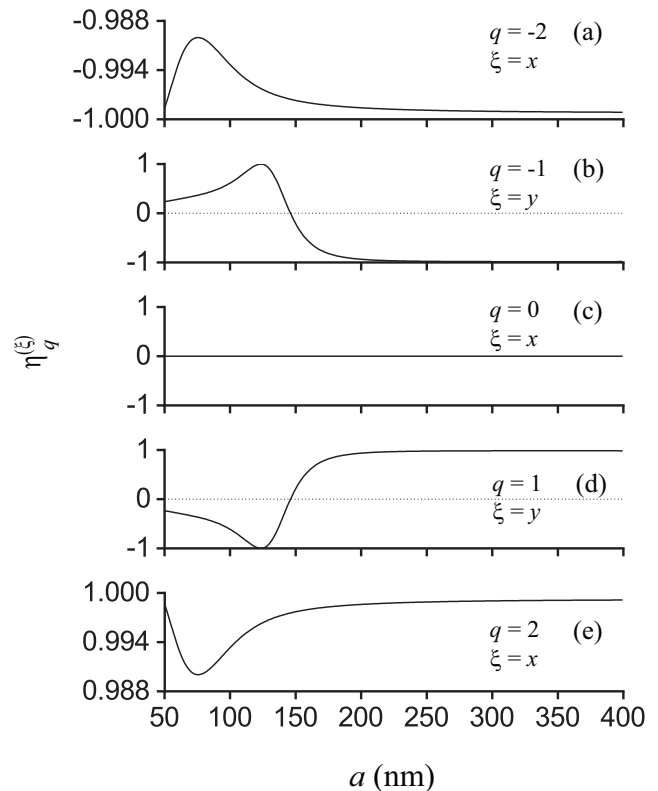 -0.988
-0.994
-1.000
q = -2 (a)
ξ = x
1
0
-1
q = -1 (b)
ξ = y
1
0
-1
q = 0 (c)
ξ = x
η_q^(ξ)
1
0
-1
q = 1 (d)
ξ = y
1.000
0.994
0.988
q = 2 (e)
ξ = x
50 100 150 200 250 300 350 400
a (nm)